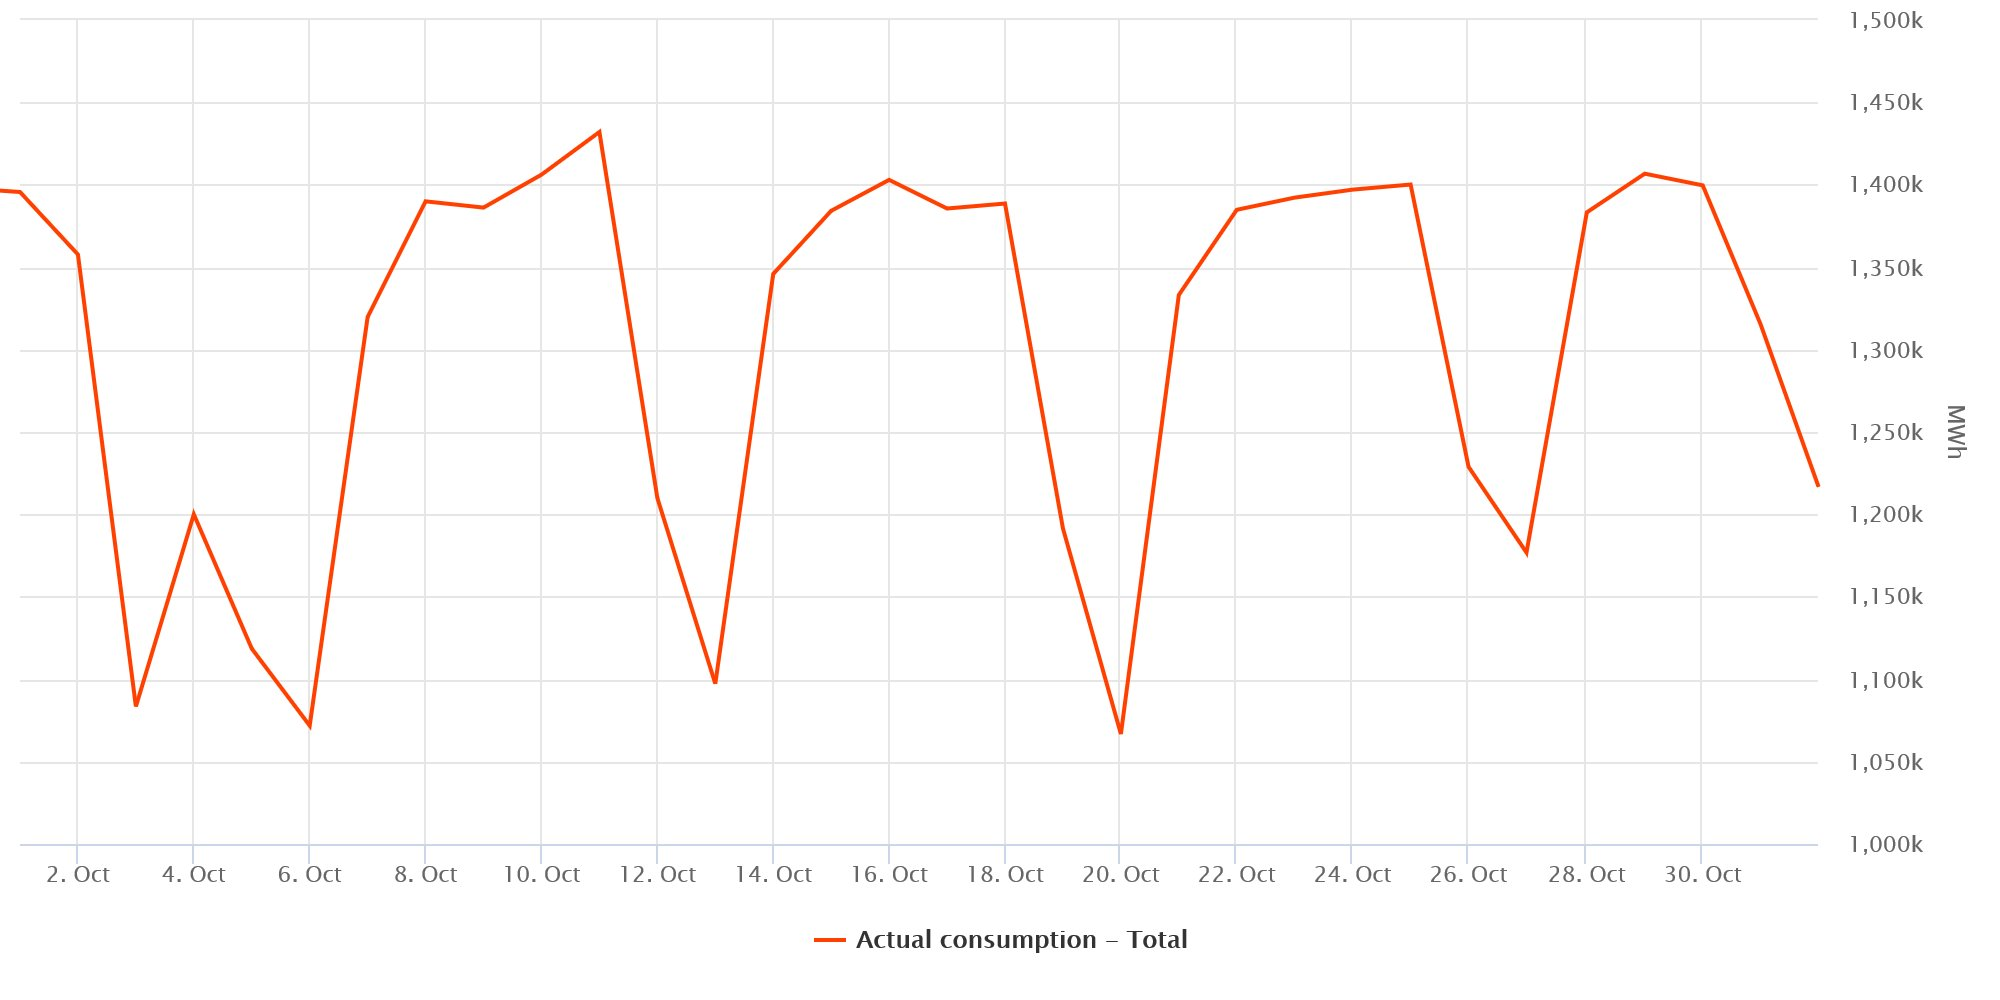 1,500k
1,450k
1,400k
1,350k
1,300k
1,250k
1,200k
1,150k
1,100k
1,050k
1,000k
MWh
2. Oct 4. Oct 6. Oct 8. Oct 10. Oct 12. Oct 14. Oct 16. Oct 18. Oct 20. Oct 22. Oct 24. Oct 26. Oct 28. Oct 30. Oct
Actual consumption – Total